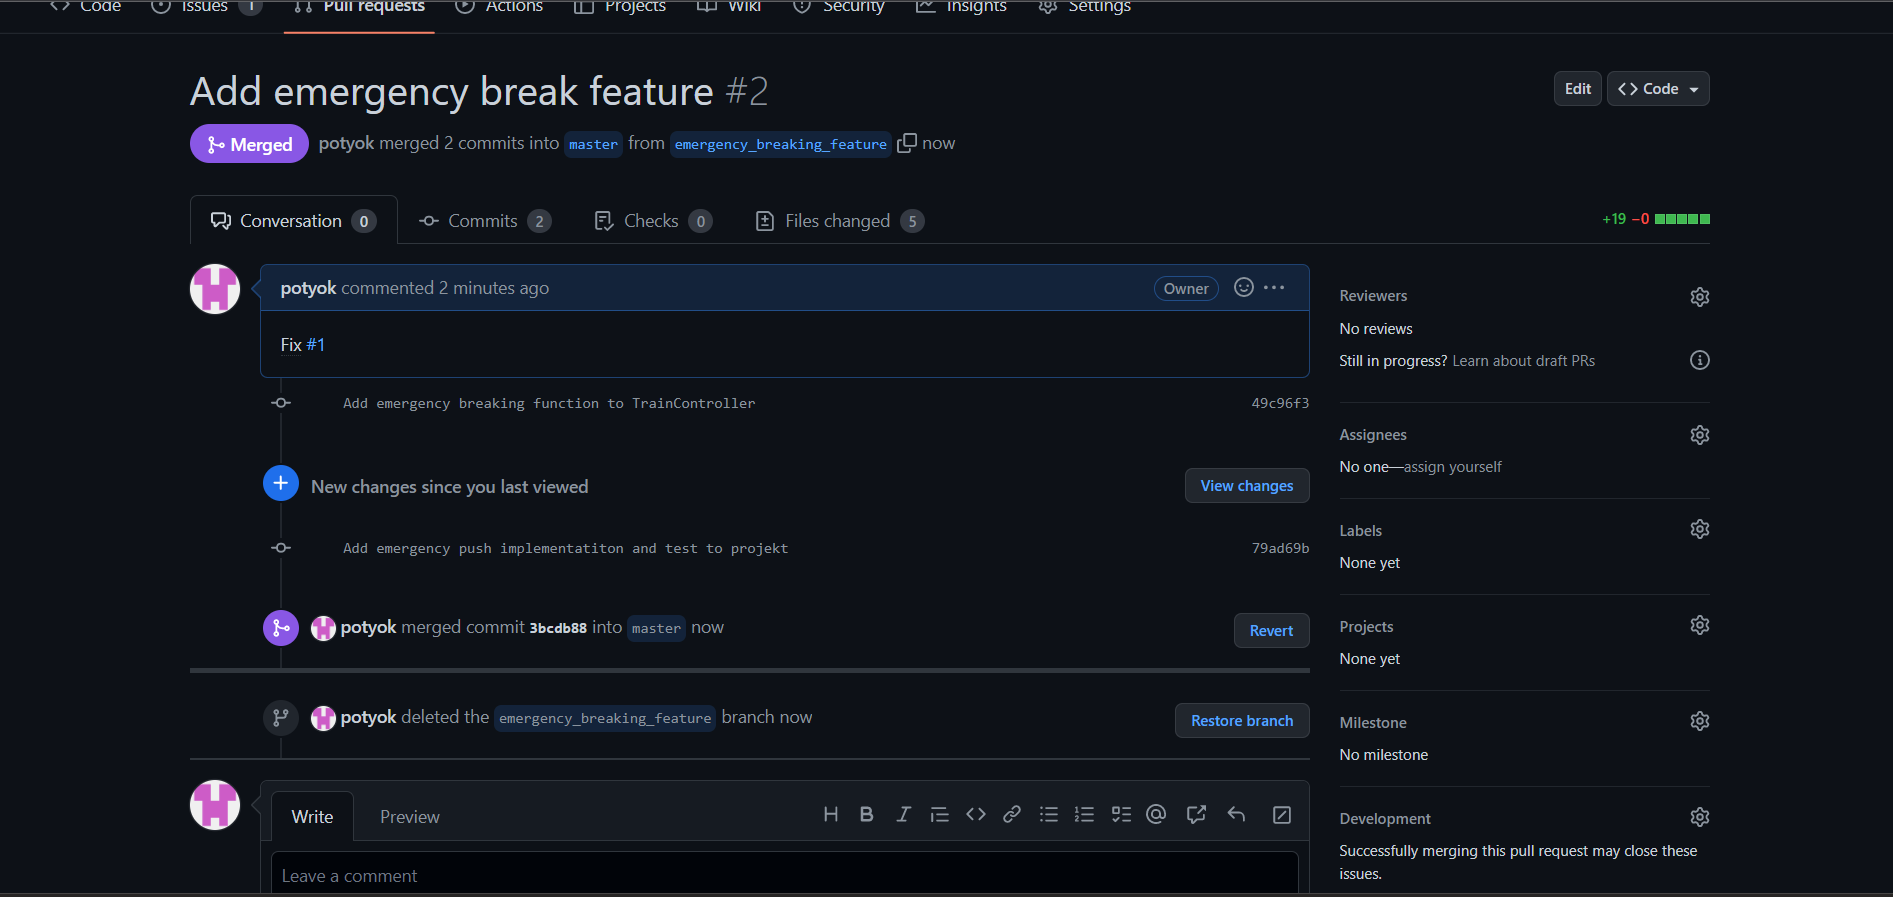 Code Issues 1 Pull requests Actions Projects Wiki Security Insights Settings
Add emergency break feature #2
Edit Code
Merged potyok merged 2 commits into master from emergency_breaking_feature now
Conversation 0 Commits 2 Checks 0 Files changed 5
+19 −0
potyok commented 2 minutes ago
Owner
Fix #1
Add emergency breaking function to TrainController 49c96f3
New changes since you last viewed View changes
Add emergency push implementatiton and test to projekt 79ad69b
potyok merged commit 3bcdb88 into master now Revert
potyok deleted the emergency_breaking_feature branch now Restore branch
Write Preview
Leave a comment
Reviewers
No reviews
Still in progress? Learn about draft PRs
Assignees
No one—assign yourself
Labels
None yet
Projects
None yet
Milestone
No milestone
Development
Successfully merging this pull request may close these
issues.